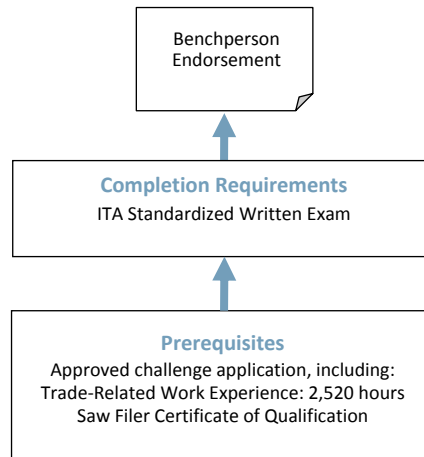 Benchperson
Endorsement
Completion Requirements
ITA Standardized Written Exam
Prerequisites
Approved challenge application, including:
Trade-Related Work Experience: 2,520 hours
Saw Filer Certificate of Qualification